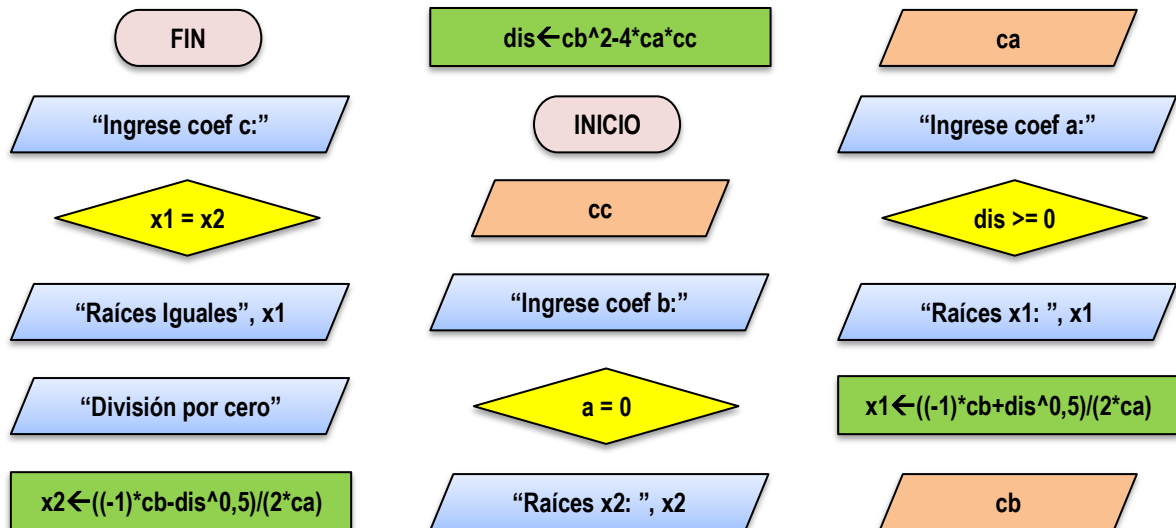 FIN
dis←cb^2-4*ca*cc
ca
“Ingrese coef c:”
INICIO
“Ingrese coef a:”
x1 = x2
cc
dis >= 0
“Raíces Iguales”, x1
“Ingrese coef b:”
“Raíces x1: ”, x1
“División por cero”
a = 0
x1←((-1)*cb+dis^0,5)/(2*ca)
x2←((-1)*cb-dis^0,5)/(2*ca)
“Raíces x2: ”, x2
cb